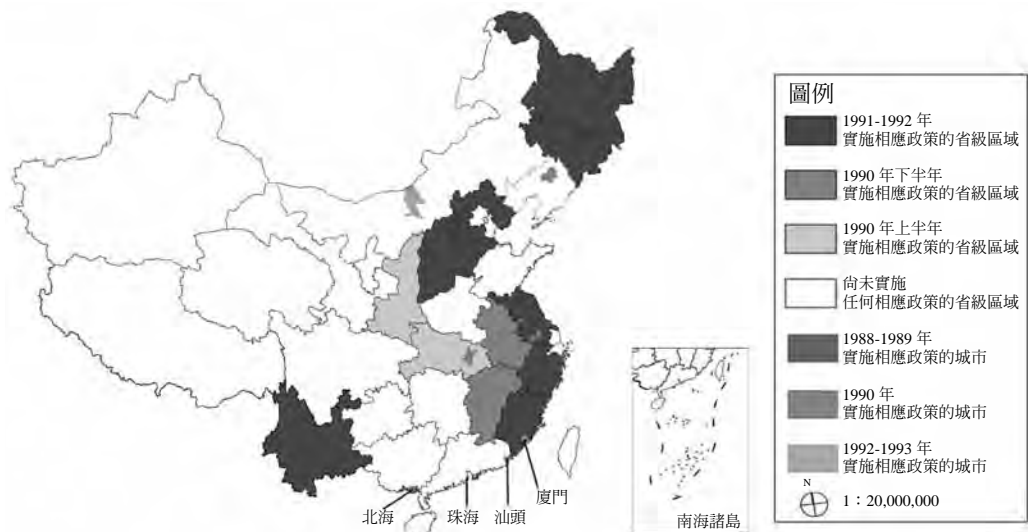 圖例
1991-1992 年
實施相應政策的省級區域
1990 年下半年
實施相應政策的省級區域
1990 年上半年
實施相應政策的省級區域
尚未實施
任何相應政策的省級區域
1988-1989 年
實施相應政策的城市
1990 年
實施相應政策的城市
1992-1993 年
實施相應政策的城市
N
1：20,000,000
北海
珠海
汕頭
廈門
南海諸島